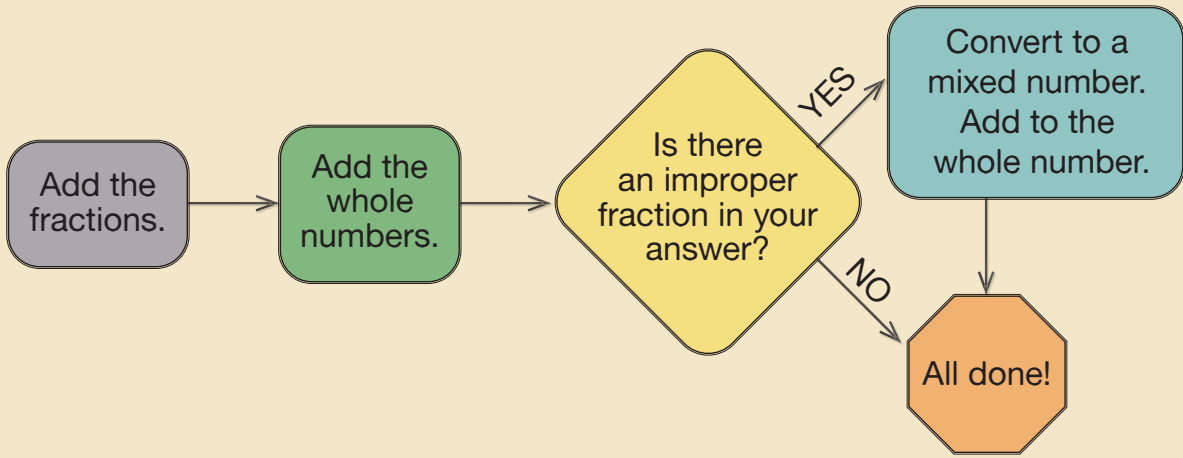 Add the
fractions.
Add the
whole
numbers.
Is there
an improper
fraction in your
answer?
YES
Convert to a
mixed number.
Add to the
whole number.
NO
All done!